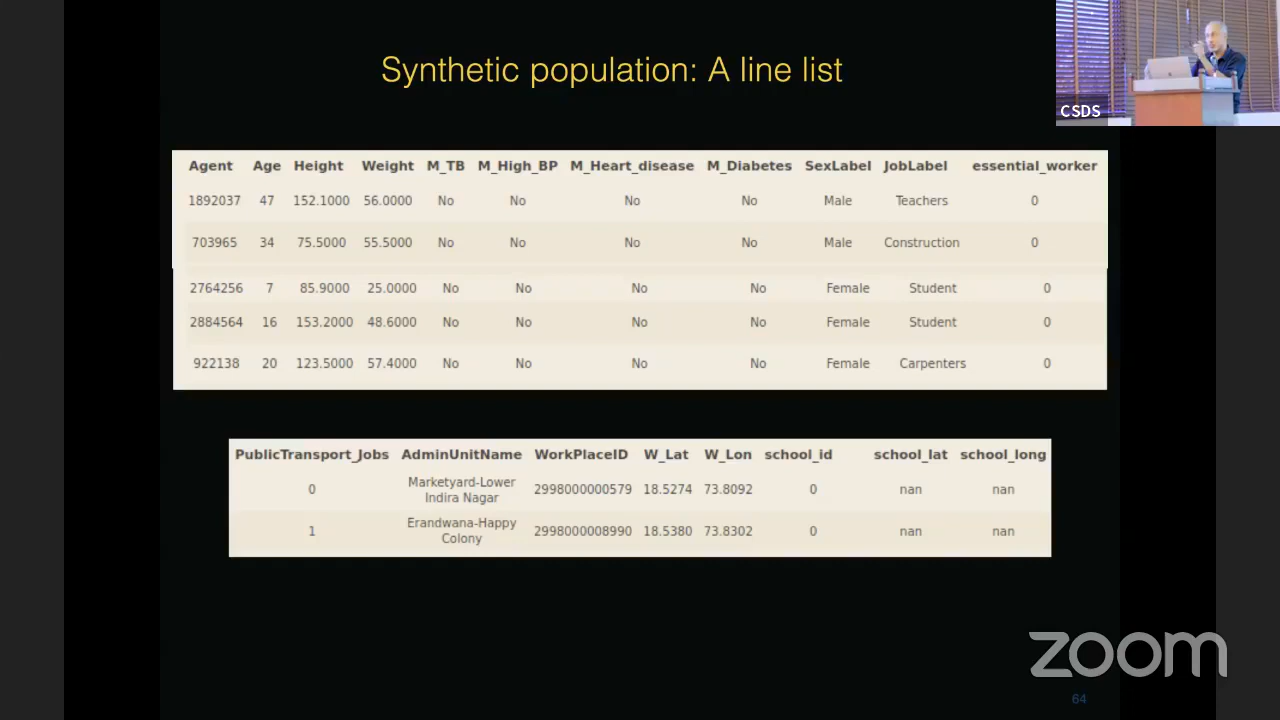 Synthetic population: A line list
CSDS
Agent Age Height Weight M_TB M_High_BP M_Heart_disease M_Diabetes SexLabel JobLabel essential_worker
1892037 47 152.1000 56.0000 No No No No Male Teachers 0
703965 34 75.5000 55.5000 No No No No Male Construction 0
2764256 7 85.9000 25.0000 No No No No Female Student 0
2884564 16 153.2000 48.6000 No No No No Female Student 0
922138 20 123.5000 57.4000 No No No No Female Carpenters 0
PublicTransport_Jobs AdminUnitName WorkPlaceID W_Lat W_Lon school_id school_lat school_long
0 Marketyard-Lower Indira Nagar 2998000000579 18.5274 73.8092 0 nan nan
1 Erandwana-Happy Colony 2998000008990 18.5380 73.8302 0 nan nan
zoom
64